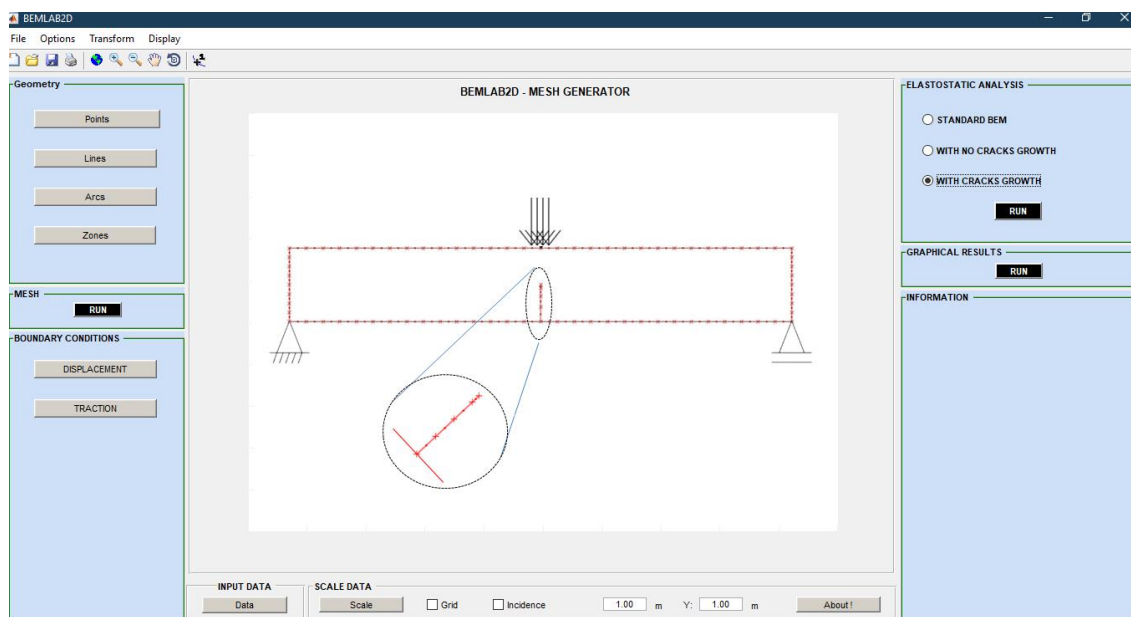 BEMLAB2D
File Options Transform Display
Geometry
Points
Lines
Arcs
Zones
MESH
RUN
BOUNDARY CONDITIONS
DISPLACEMENT
TRACTION
BEMLAB2D - MESH GENERATOR
ELASTOSTATIC ANALYSIS
STANDARD BEM
WITH NO CRACKS GROWTH
WITH CRACKS GROWTH
RUN
GRAPHICAL RESULTS
RUN
INFORMATION
INPUT DATA
Data
SCALE DATA
Scale Grid Incidence 1.00 m Y: 1.00 m About !